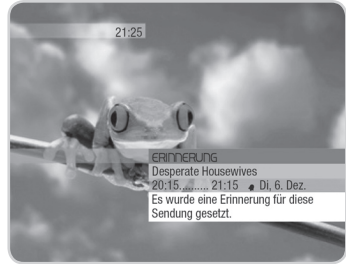 21:25
ERINNERUNG
Desperate Housewives
20:15.......... 21:15 Di, 6. Dez.
Es wurde eine Erinnerung für diese
Sendung gesetzt.